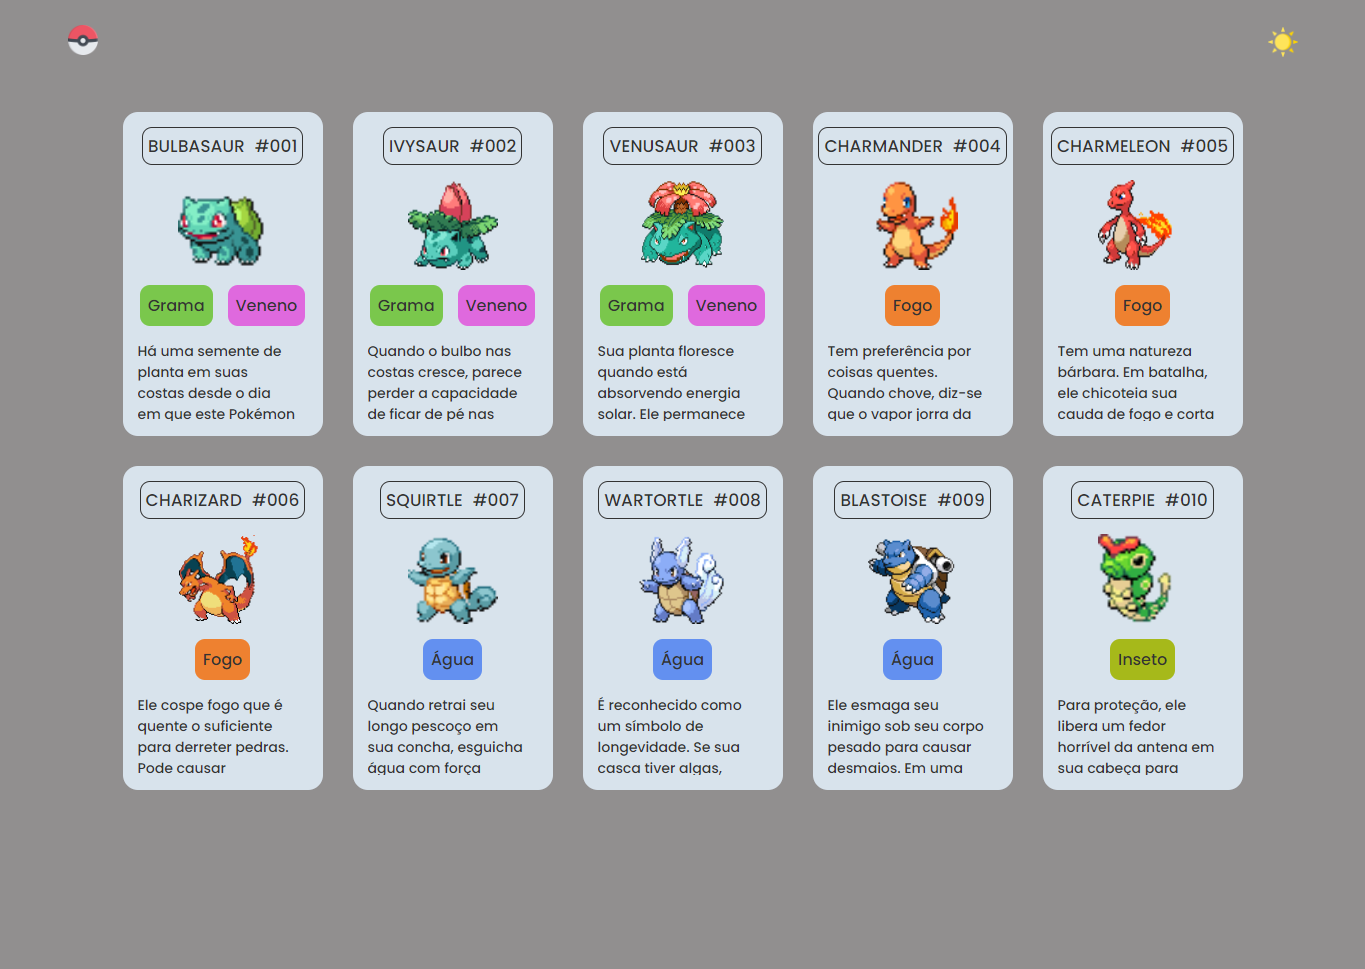 BULBASAUR #001
Grama Veneno
Há uma semente de
planta em suas
costas desde o dia
em que este Pokémon
IVYSAUR #002
Grama Veneno
Quando o bulbo nas
costas cresce, parece
perder a capacidade
de ficar de pé nas
VENUSAUR #003
Grama Veneno
Sua planta floresce
quando está
absorvendo energia
solar. Ele permanece
CHARMANDER #004
Fogo
Tem preferência por
coisas quentes.
Quando chove, diz-se
que o vapor jorra da
CHARMELEON #005
Fogo
Tem uma natureza
bárbara. Em batalha,
ele chicoteia sua
cauda de fogo e corta
CHARIZARD #006
Fogo
Ele cospe fogo que é
quente o suficiente
para derreter pedras.
Pode causar
SQUIRTLE #007
Água
Quando retrai seu
longo pescoço em
sua concha, esguicha
água com força
WARTORTLE #008
Água
É reconhecido como
um símbolo de
longevidade. Se sua
casca tiver algas,
BLASTOISE #009
Água
Ele esmaga seu
inimigo sob seu corpo
pesado para causar
desmaios. Em uma
CATERPIE #010
Inseto
Para proteção, ele
libera um fedor
horrível da antena em
sua cabeça para